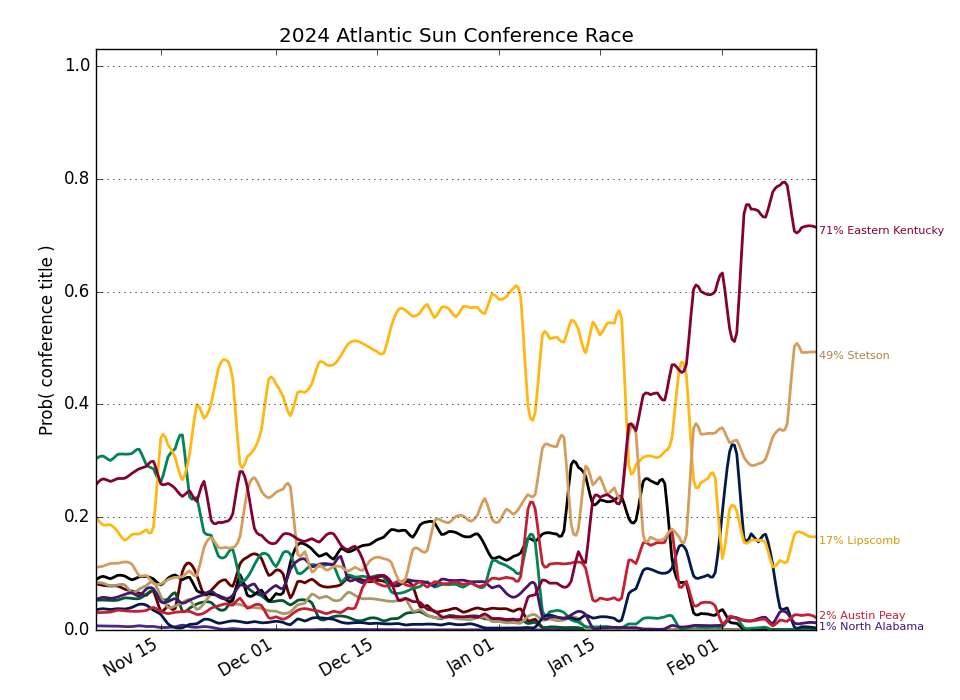 2024 Atlantic Sun Conference Race
Prob( conference title )
1.0
0.8
0.6
0.4
0.2
0.0
71% Eastern Kentucky
49% Stetson
17% Lipscomb
2% Austin Peay
1% North Alabama
Nov 15
Dec 01
Dec 15
Jan 01
Jan 15
Feb 01